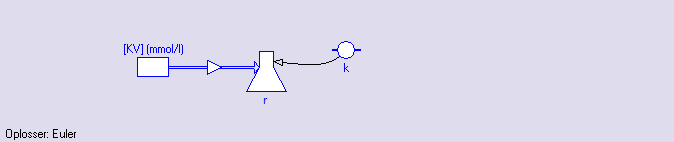 [KV] (mmol/l)
k
r
Oplosser: Euler